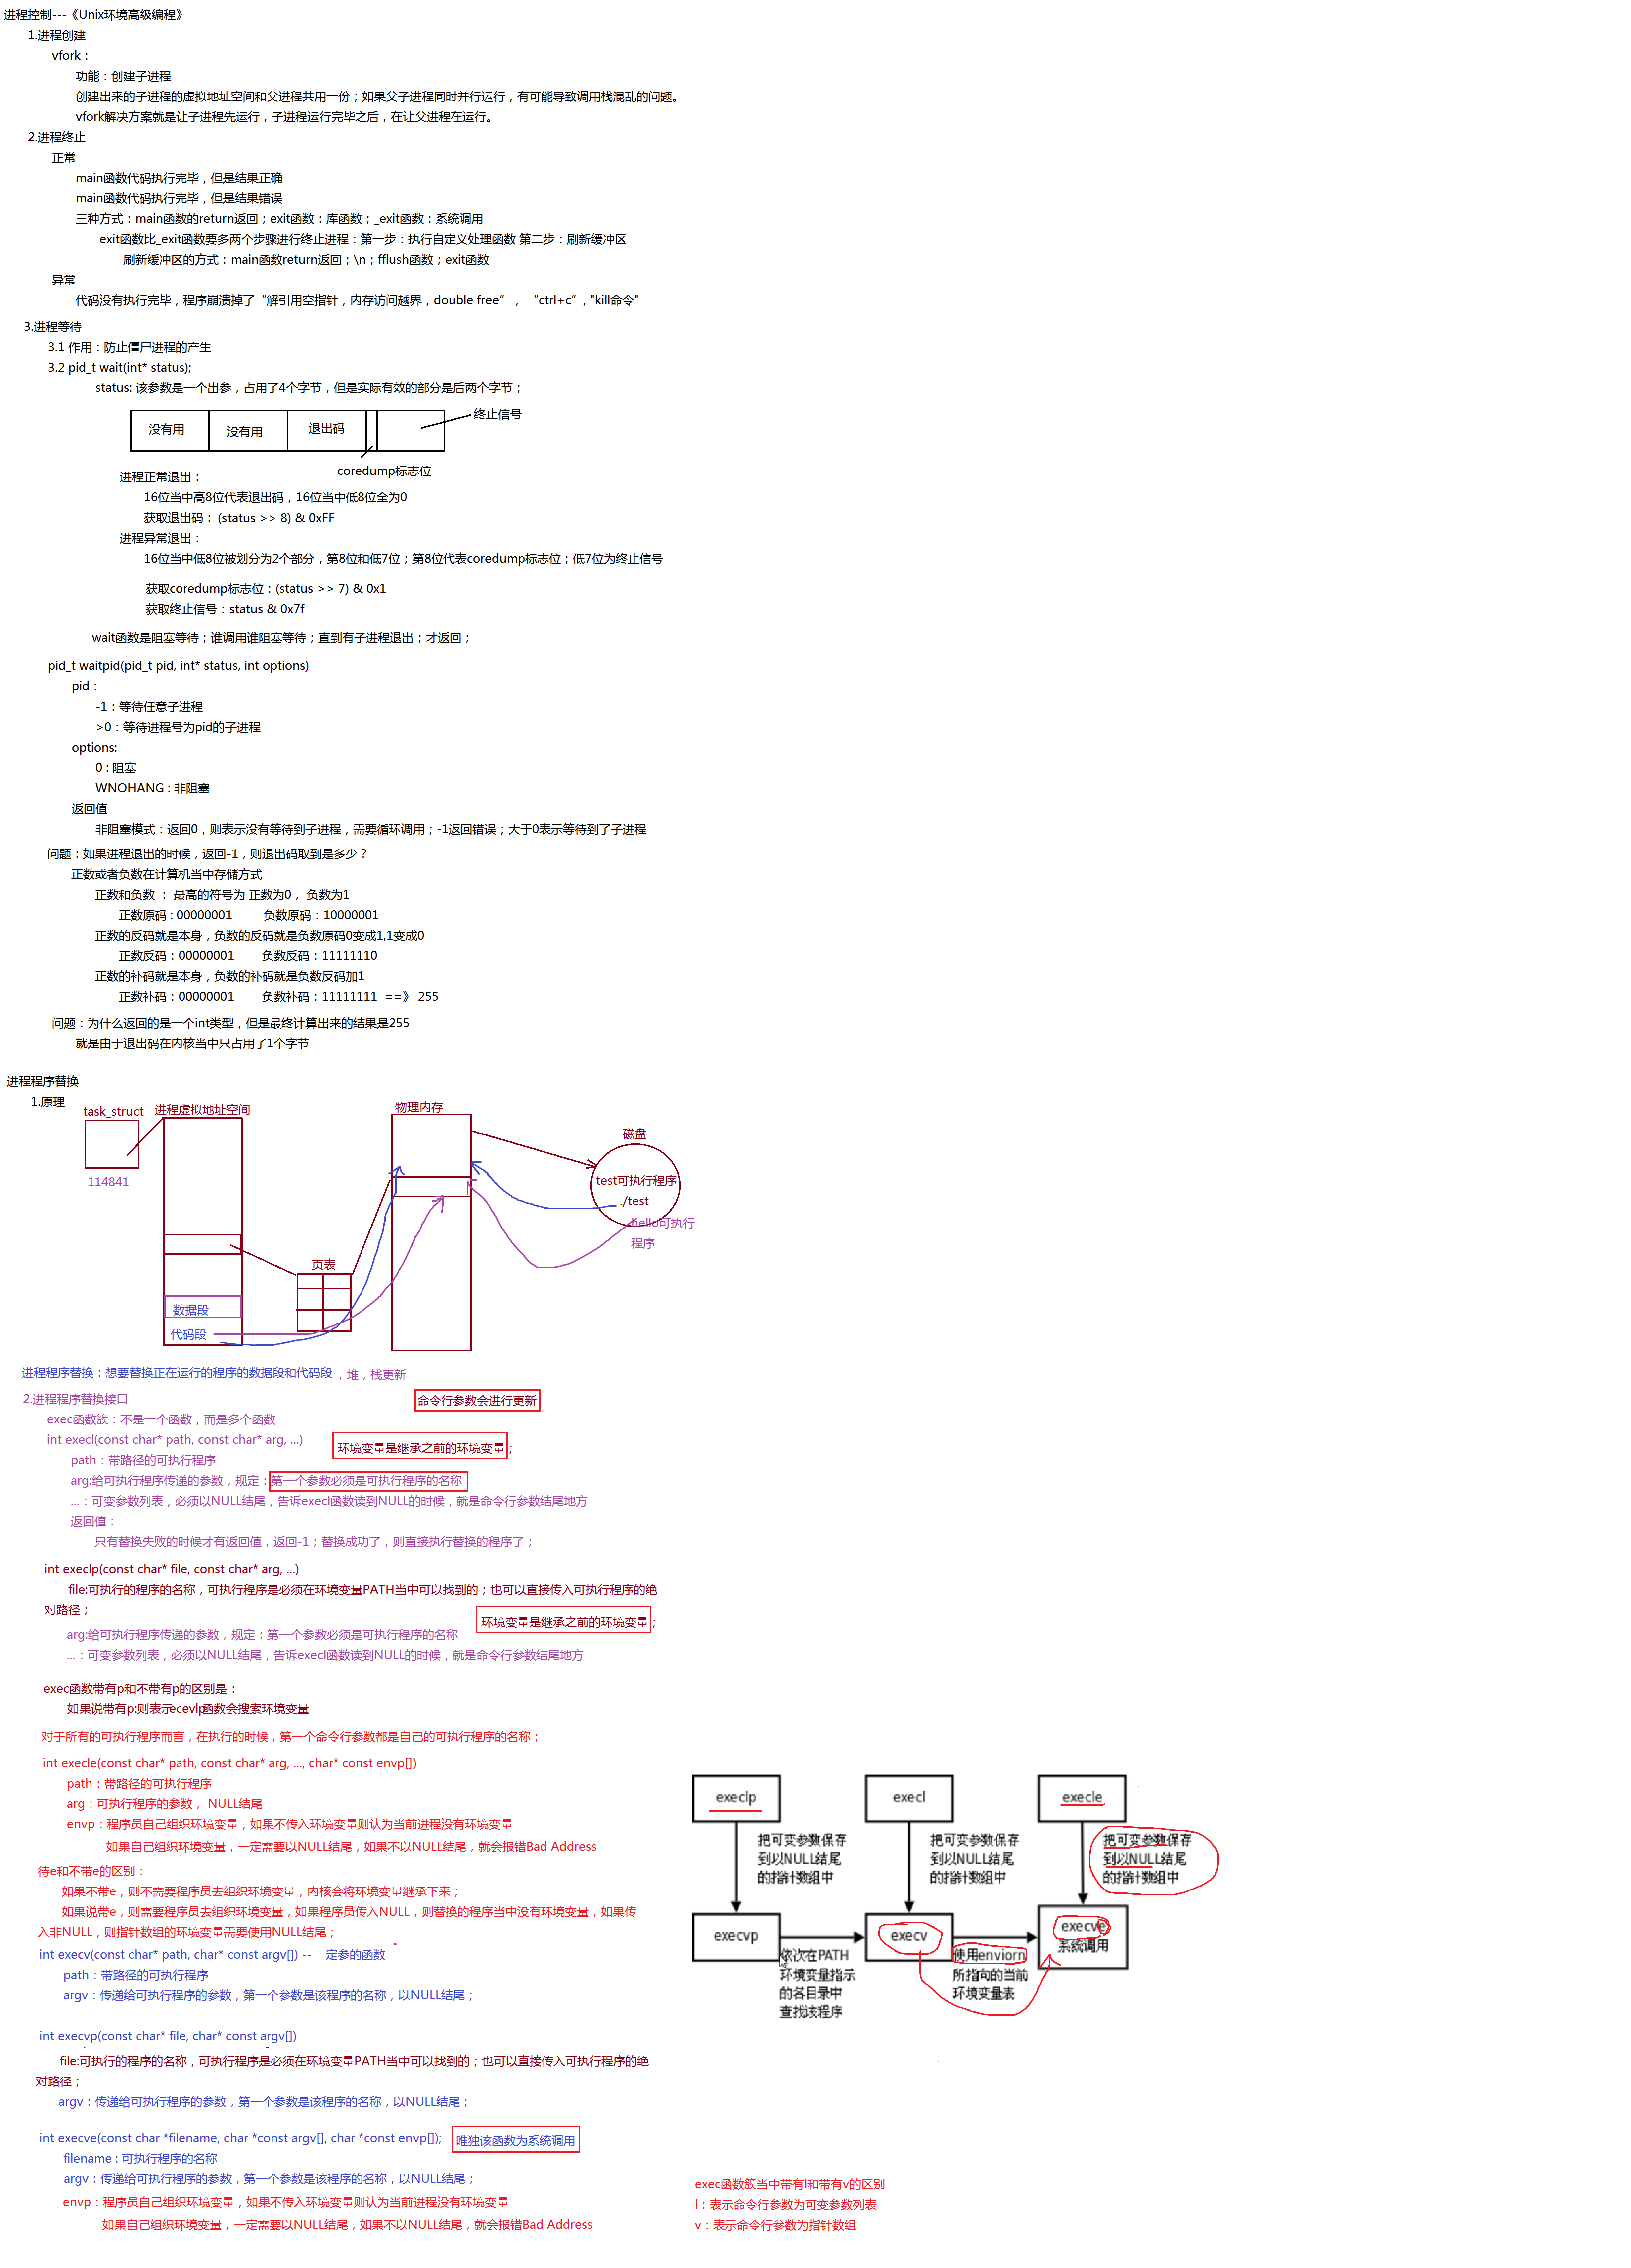 进程控制---《Unix环境高级编程》
1.进程创建
vfork：
功能：创建子进程
创建出来的子进程的虚拟地址空间和父进程共用一份；如果父子进程同时并行运行，有可能导致调用栈混乱的问题。
vfork解决方案就是让子进程先运行，子进程运行完毕之后，在让父进程在运行。
2.进程终止
正常
main函数代码执行完毕，但是结果正确
main函数代码执行完毕，但是结果错误
三种方式：main函数的return返回；exit函数：库函数；_exit函数：系统调用
exit函数比_exit函数要多两个步骤进行终止进程：第一步：执行自定义处理函数 第二步：刷新缓冲区
刷新缓冲区的方式：main函数return返回；\n；fflush函数；exit函数
异常
代码没有执行完毕，程序崩溃掉了“解引用空指针，内存访问越界，double free”，“ctrl+c”，"kill命令"
3.进程等待
3.1 作用：防止僵尸进程的产生
3.2 pid_t wait(int* status);
status: 该参数是一个出参，占用了4个字节，但是实际有效的部分是后两个字节；
没有用
没有用
退出码
终止信号
coredump标志位
进程正常退出：
16位当中高8位代表退出码，16位当中低8位全为0
获取退出码： (status >> 8) & 0xFF
进程异常退出：
16位当中低8位被划分为2个部分，第8位和低7位；第8位代表coredump标志位；低7位为终止信号
获取coredump标志位：(status >> 7) & 0x1
获取终止信号：status & 0x7f
wait函数是阻塞等待；谁调用谁阻塞等待；直到有子进程退出；才返回；
pid_t waitpid(pid_t pid, int* status, int options)
pid：
-1：等待任意子进程
>0：等待进程号为pid的子进程
options:
0 : 阻塞
WNOHANG : 非阻塞
返回值
非阻塞模式：返回0，则表示没有等待到子进程，需要循环调用；-1返回错误；大于0表示等待到了子进程
问题：如果进程退出的时候，返回-1，则退出码取到是多少？
正数或者负数在计算机当中存储方式
正数和负数 ： 最高的符号为 正数为0， 负数为1
正数原码 : 00000001 负数原码：10000001
正数的反码就是本身，负数的反码就是负数原码0变成1,1变成0
正数反码：00000001 负数反码：11111110
正数的补码就是本身，负数的补码就是负数反码加1
正数补码：00000001 负数补码：11111111 ==》 255
问题：为什么返回的是一个int类型，但是最终计算出来的结果是255
就是由于退出码在内核当中只占用了1个字节
进程程序替换
1.原理
task_struct
进程虚拟地址空间
物理内存
磁盘
114841
test可执行程序
./test
hello可执行
程序
页表
数据段
代码段
进程程序替换：想要替换正在运行的程序的数据段和代码段，堆，栈更新
2.进程程序替换接口
命令行参数会进行更新
exec函数簇：不是一个函数，而是多个函数
int execl(const char* path, const char* arg, ...)
环境变量是继承之前的环境变量；
path：带路径的可执行程序
arg:给可执行程序传递的参数，规定：第一个参数必须是可执行程序的名称
...：可变参数列表，必须以NULL结尾，告诉execl函数读到NULL的时候，就是命令行参数结尾地方
返回值：
只有替换失败的时候才有返回值，返回-1；替换成功了，则直接执行替换的程序了；
int execlp(const char* file, const char* arg, ...)
file:可执行的程序的名称，可执行程序是必须在环境变量PATH当中可以找到的；也可以直接传入可执行程序的绝
对路径；
环境变量是继承之前的环境变量；
arg:给可执行程序传递的参数，规定：第一个参数必须是可执行程序的名称
...：可变参数列表，必须以NULL结尾，告诉execl函数读到NULL的时候，就是命令行参数结尾地方
exec函数带有p和不带有p的区别是：
如果说带有p:则表示ecevlp函数会搜索环境变量
对于所有的可执行程序而言，在执行的时候，第一个命令行参数都是自己的可执行程序的名称；
int execle(const char* path, const char* arg, ..., char* const envp[])
path：带路径的可执行程序
arg：可执行程序的参数， NULL结尾
envp：程序员自己组织环境变量，如果不传入环境变量则认为当前进程没有环境变量
如果自己组织环境变量，一定需要以NULL结尾，如果不以NULL结尾，就会报错Bad Address
待e和不带e的区别：
如果不带e，则不需要程序员去组织环境变量，内核会将环境变量继承下来；
如果说带e，则需要程序员去组织环境变量，如果程序员传入NULL，则替换的程序当中没有环境变量，如果传
入非NULL，则指针数组的环境变量需要使用NULL结尾；
int execv(const char* path, char* const argv[]) -- 定参的函数
path：带路径的可执行程序
argv：传递给可执行程序的参数，第一个参数是该程序的名称，以NULL结尾；
int execvp(const char* file, char* const argv[])
file:可执行的程序的名称，可执行程序是必须在环境变量PATH当中可以找到的；也可以直接传入可执行程序的绝
对路径；
argv：传递给可执行程序的参数，第一个参数是该程序的名称，以NULL结尾；
int execve(const char *filename, char *const argv[], char *const envp[]);
唯独该函数为系统调用
filename : 可执行程序的名称
argv：传递给可执行程序的参数，第一个参数是该程序的名称，以NULL结尾；
envp：程序员自己组织环境变量，如果不传入环境变量则认为当前进程没有环境变量
如果自己组织环境变量，一定需要以NULL结尾，如果不以NULL结尾，就会报错Bad Address
execlp
execl
execle
把可变参数保存
到以NULL结尾
的指针数组中
把可变参数保存
到以NULL结尾
的指针数组中
把可变参数保存
到以NULL结尾
的指针数组中
execvp
execv
execve
系统调用
依次在PATH
环境变量指示
的各目录中
查找该程序
使用enviorn
所指向的当前
环境变量表
exec函数簇当中带有l和带有v的区别
l：表示命令行参数为可变参数列表
v：表示命令行参数为指针数组